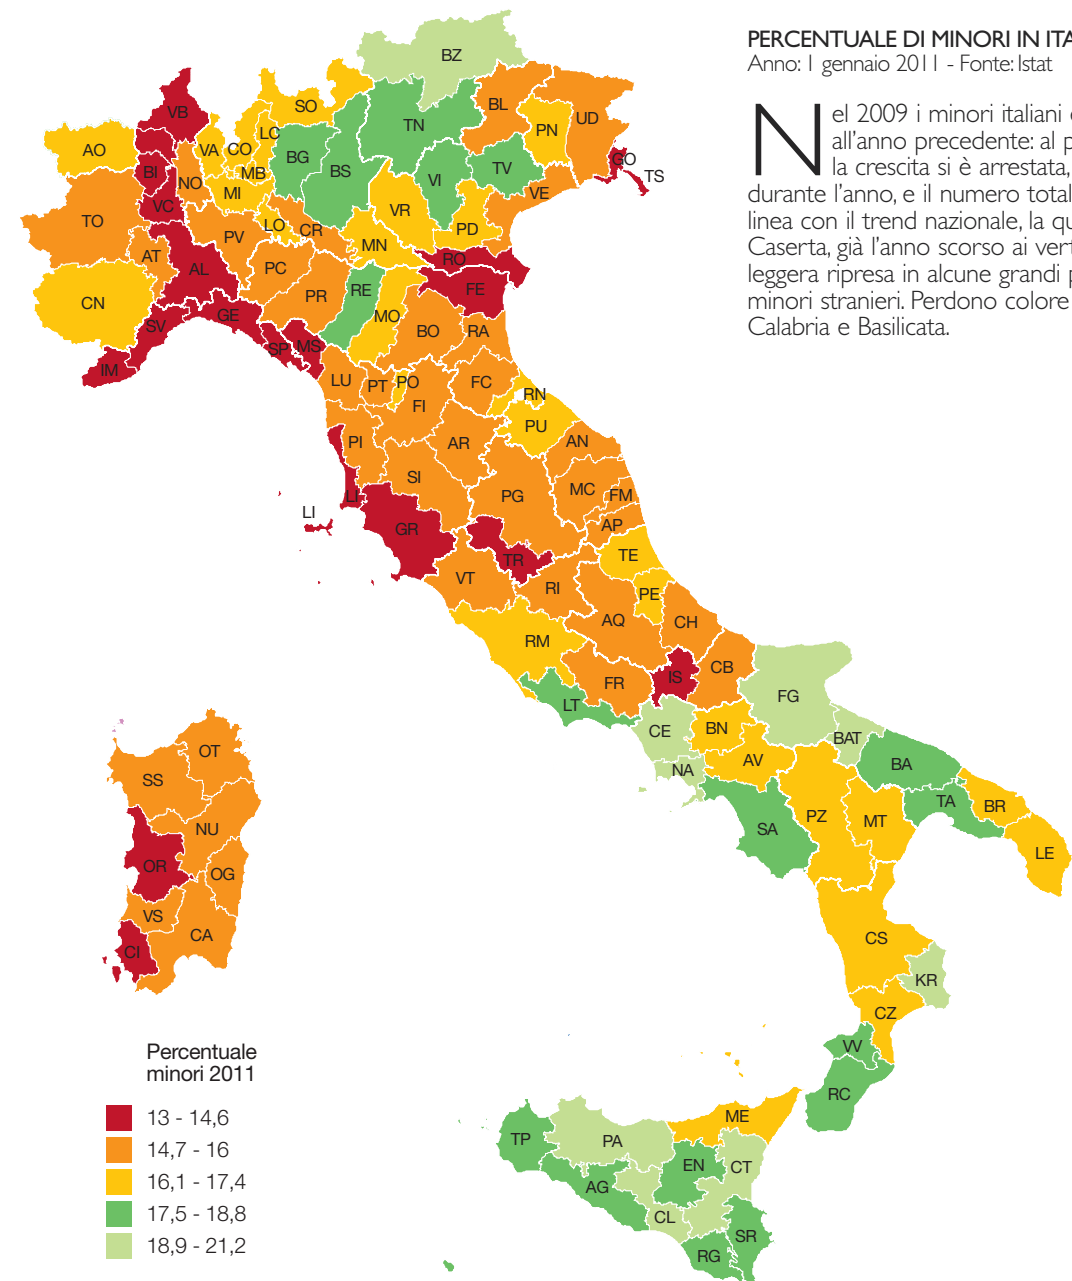 PERCENTUALE DI MINORI IN ITA
Anno: 1 gennaio 2011 - Fonte: Istat
Nel 2009 i minori italiani
all'anno precedente: al p
la crescita si è arrestata,
durante l'anno, e il numero total
linea con il trend nazionale, la qu
Caserta, già l'anno scorso ai vert
leggera ripresa in alcune grandi p
minori stranieri. Perdono colore
Calabria e Basilicata.
BZ
VB
SO
BL
UD
TN
PN
LC
AO
VA
CO
BG
BS
GO
TS
BI
NO
MB
MI
VI
TV
VE
VC
VR
TO
LO
CR
PD
PV
MN
AT
AL
PC
RO
CN
PR
RE
FE
SV
GE
MO
BO
RA
SP
MS
IM
LU
PT
PO
FC
RN
FI
PU
PI
AR
AN
SI
PG
MC
FM
LI
LI
GR
AP
TR
TE
VT
RI
PE
AQ
CH
RM
CB
FR
IS
FG
LT
CE
BN
BAT
AV
BA
NA
OT
SS
TA
BR
SA
PZ
MT
NU
LE
OR
OG
VS
CA
CS
CI
KR
CZ
VV
RC
ME
TP
PA
EN
CT
AG
CL
SR
RG
Percentuale
minori 2011
13 - 14,6
14,7 - 16
16,1 - 17,4
17,5 - 18,8
18,9 - 21,2